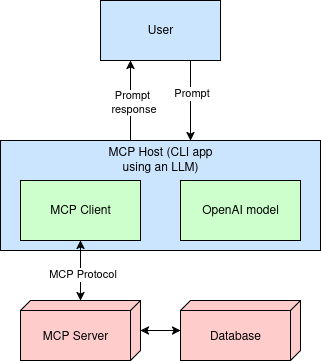 User
Prompt
response
Prompt
MCP Host (CLI app
using an LLM)
MCP Client
OpenAI model
MCP Protocol
MCP Server
Database